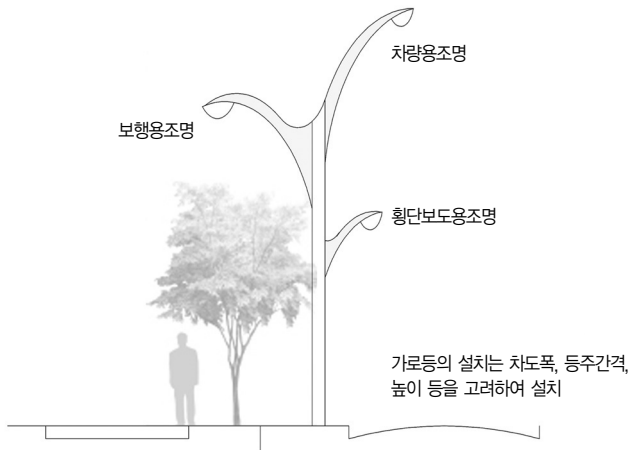 차량용조명
보행용조명
횡단보도용조명
가로등의 설치는 차도폭, 등주간격,
높이 등을 고려하여 설치